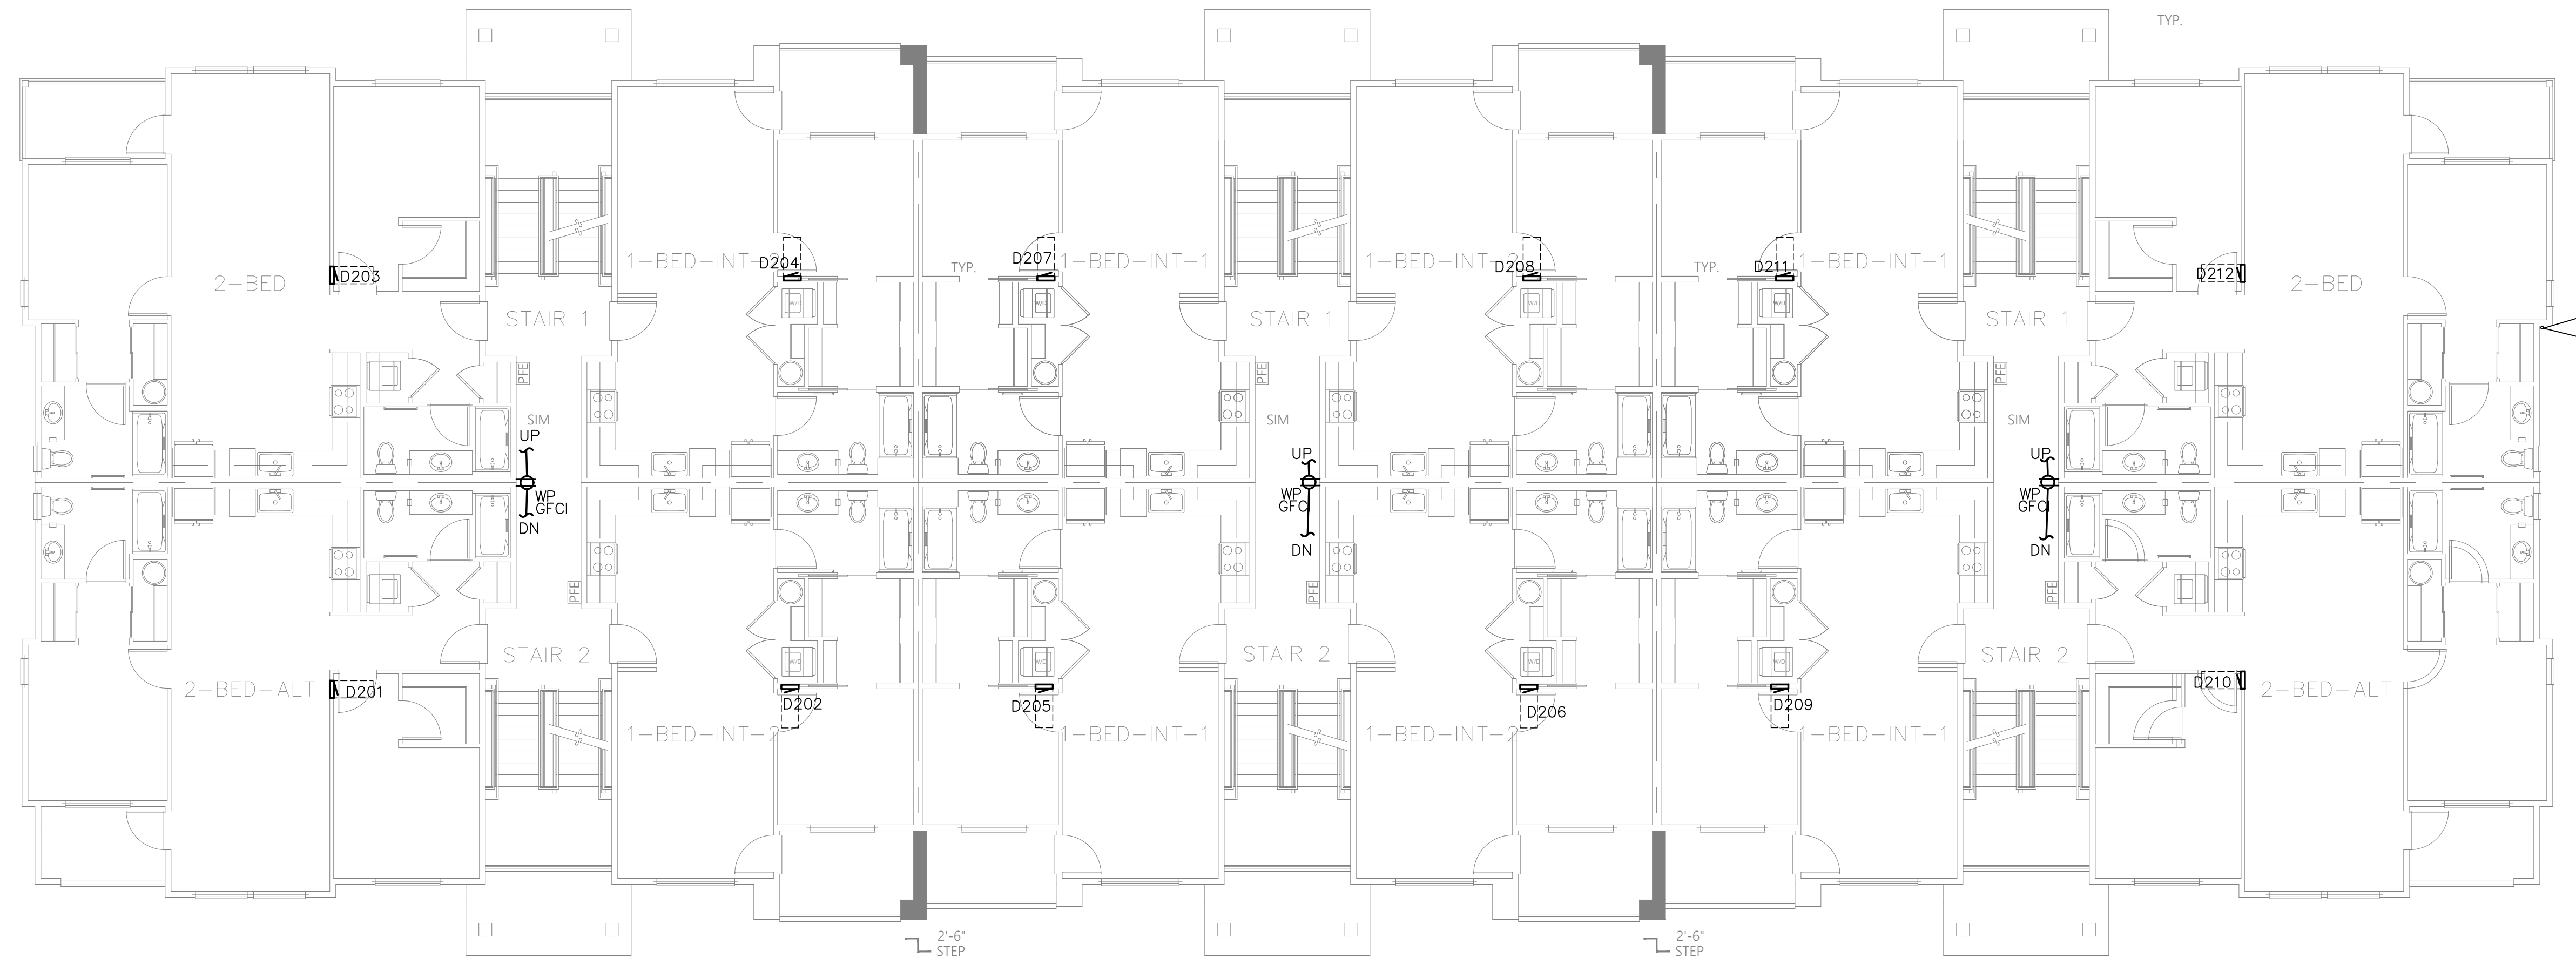 TYP.
D203
D204
D207
D208
D211
D212
2-BED
1-BED-INT-2
TYP.
1-BED-INT-1
1-BED-INT-2
TYP.
1-BED-INT-1
2-BED
STAIR 1
W/D
W/D
STAIR 1
W/D
W/D
STAIR 1
PFE
PFE
PFE
SIM
SIM
SIM
UP
UP
UP
WP
GFCI
WP
GFCI
WP
GFCI
DN
DN
DN
PFE
PFE
PFE
STAIR 2
W/D
W/D
STAIR 2
W/D
W/D
STAIR 2
2-BED-ALT
D201
D202
D205
D206
D209
D210
2-BED-ALT
1-BED-INT-2
1-BED-INT-1
1-BED-INT-2
1-BED-INT-1
2'-6"
STEP
2'-6"
STEP